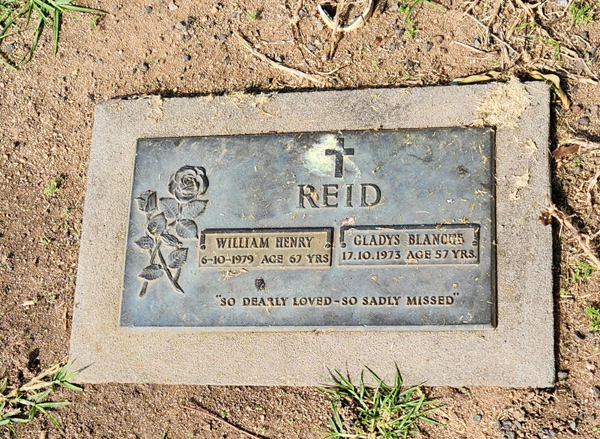 REID
WILLIAM HENRY
6-10-1979 AGE 67 YRS
GLADYS BLANCHE
17.10.1973 AGE 57 YRS.
"SO DEARLY LOVED – SO SADLY MISSED"